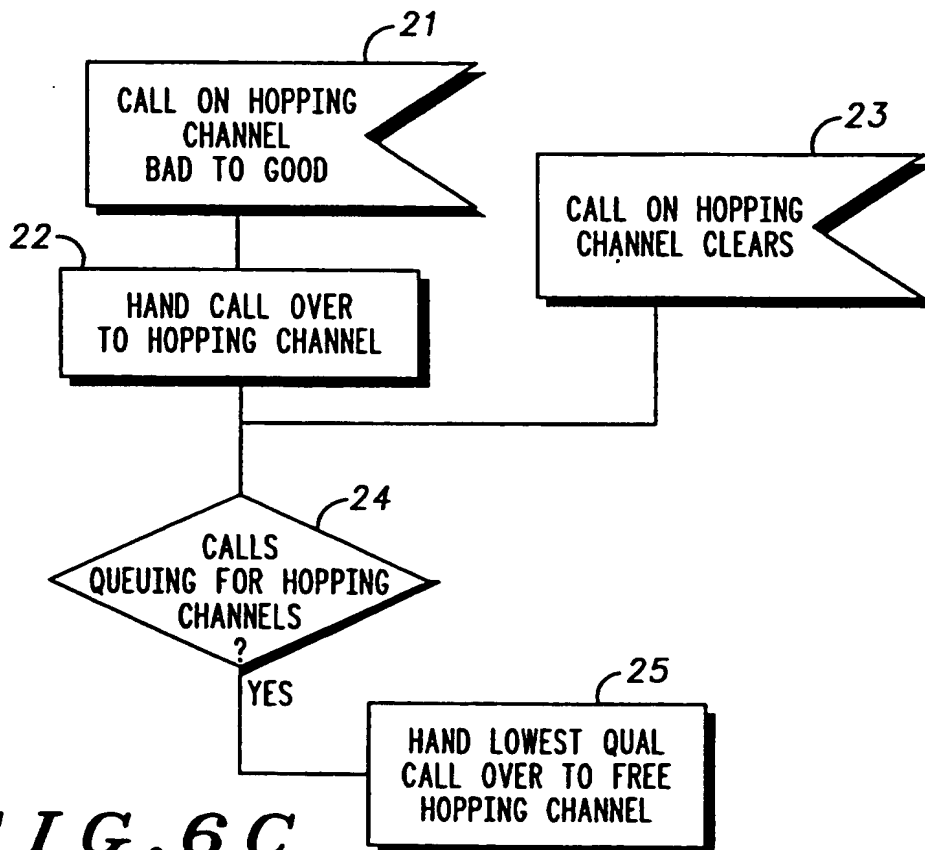 21
CALL ON HOPPING
CHANNEL
BAD TO GOOD
23
CALL ON HOPPING
CHANNEL CLEARS
22
HAND CALL OVER
TO HOPPING CHANNEL
24
CALLS
QUEUING FOR HOPPING
CHANNELS
?
YES
25
HAND LOWEST QUAL
CALL OVER TO FREE
HOPPING CHANNEL
FIG.6C